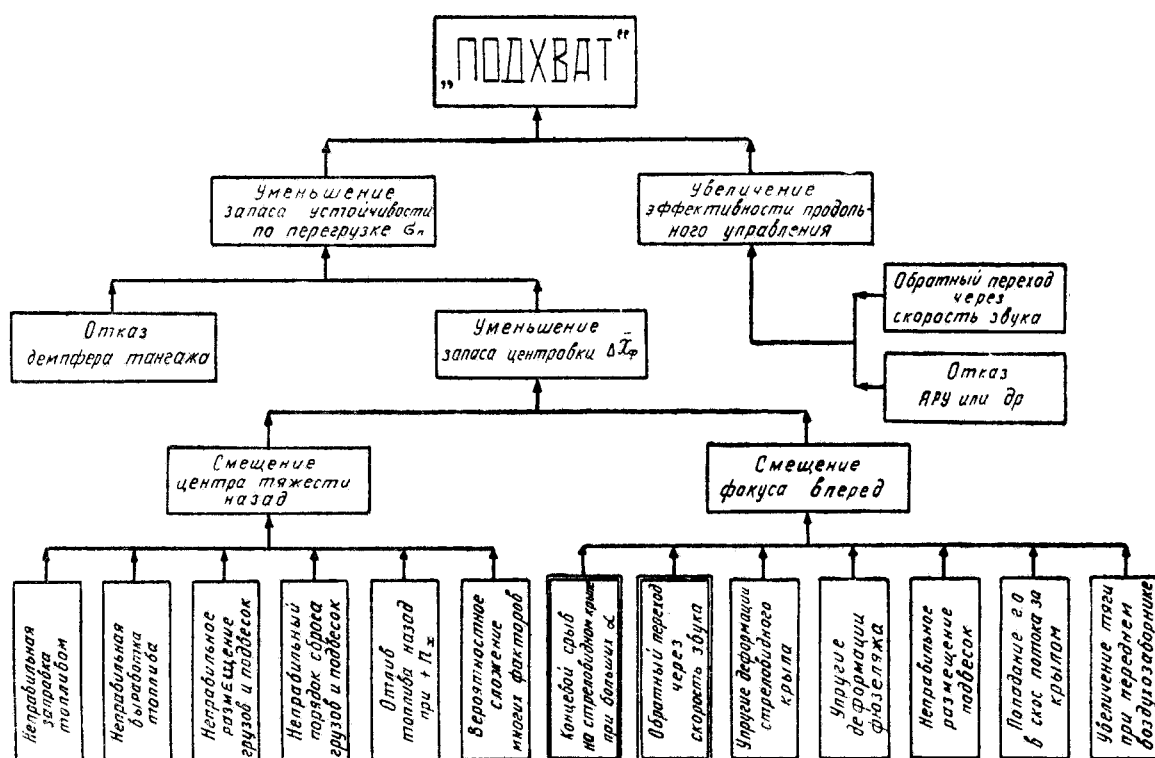 „ПОДХВАТ"
Уменьшение
запаса устойчивости
по перегрузке σₙ
Увеличение
эффективности продоль-
ного управления
Обратный переход
через
скорость звука
Отказ
демпфера тангажа
Уменьшение
запаса центровки Δx̄ф
Отказ
АРУ или др
Смещение
центра тяжести
назад
Смещение
фокуса вперед
Неправильная
заправка
топливом
Неправильная
выработка
топлива
Неправильное
размещение
грузов и подвесок
Неправильный
порядок сброса
грузов и подвесок
Отлив
топлива назад
при + nₓ
Вероятностное
сложение
многих факторов
Концевой срыв
на стреловидном крыле
при больших α
Обратный переход
через
скорость звука
Упругие деформации
стреловидного
крыла
Упругие
деформации
фюзеляжа
Неправильное
размещение
подвесок
Попадание г.о
в скос потока за
крылом
Увеличение тяги
при переднем
воздухозаборнике